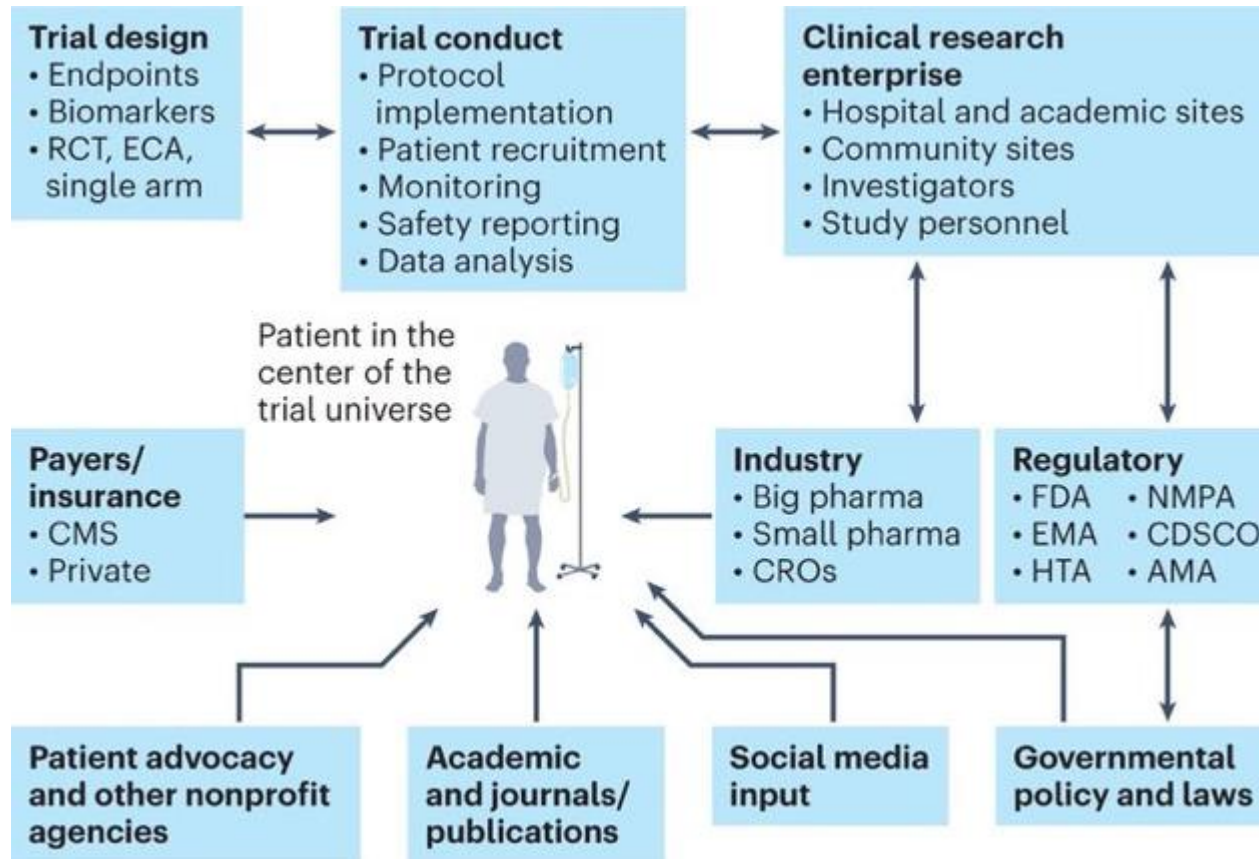 Trial design
• Endpoints
• Biomarkers
• RCT, ECA,
single arm
Trial conduct
• Protocol
implementation
• Patient recruitment
• Monitoring
• Safety reporting
• Data analysis
Clinical research
enterprise
• Hospital and academic sites
• Community sites
• Investigators
• Study personnel
Patient in the
center of the
trial universe
Payers/
insurance
• CMS
• Private
Industry
• Big pharma
• Small pharma
• CROs
Regulatory
• FDA • NMPA
• EMA • CDSCO
• HTA • AMA
Patient advocacy
and other nonprofit
agencies
Academic
and journals/
publications
Social media
input
Governmental
policy and laws